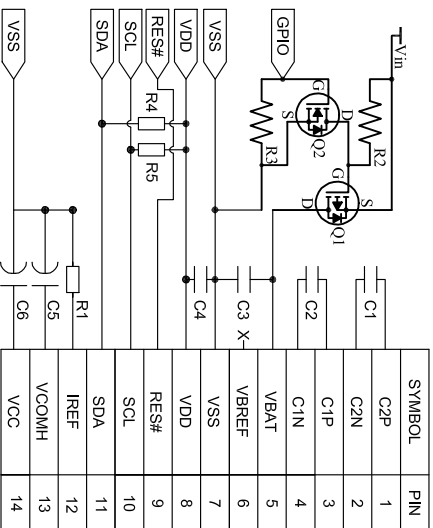 Vin
GPIO
VSS
VDD
RES#
SCL
SDA
VSS
G
D
S
Q2
R2
R3
G
S
D
Q1
R4
R5
C1
C2
C3
X
C4
R1
C5
C6
SYMBOL PIN
C2P 1
C2N 2
C1P 3
C1N 4
VBAT 5
VBREF 6
VSS 7
VDD 8
RES# 9
SCL 10
SDA 11
IREF 12
VCOMH 13
VCC 14